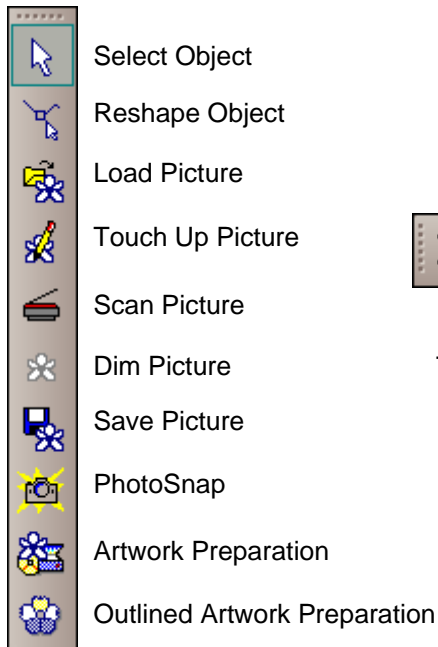 Select Object
Reshape Object
Load Picture
Touch Up Picture
Scan Picture
Dim Picture
Save Picture
PhotoSnap
Artwork Preparation
Outlined Artwork Preparation